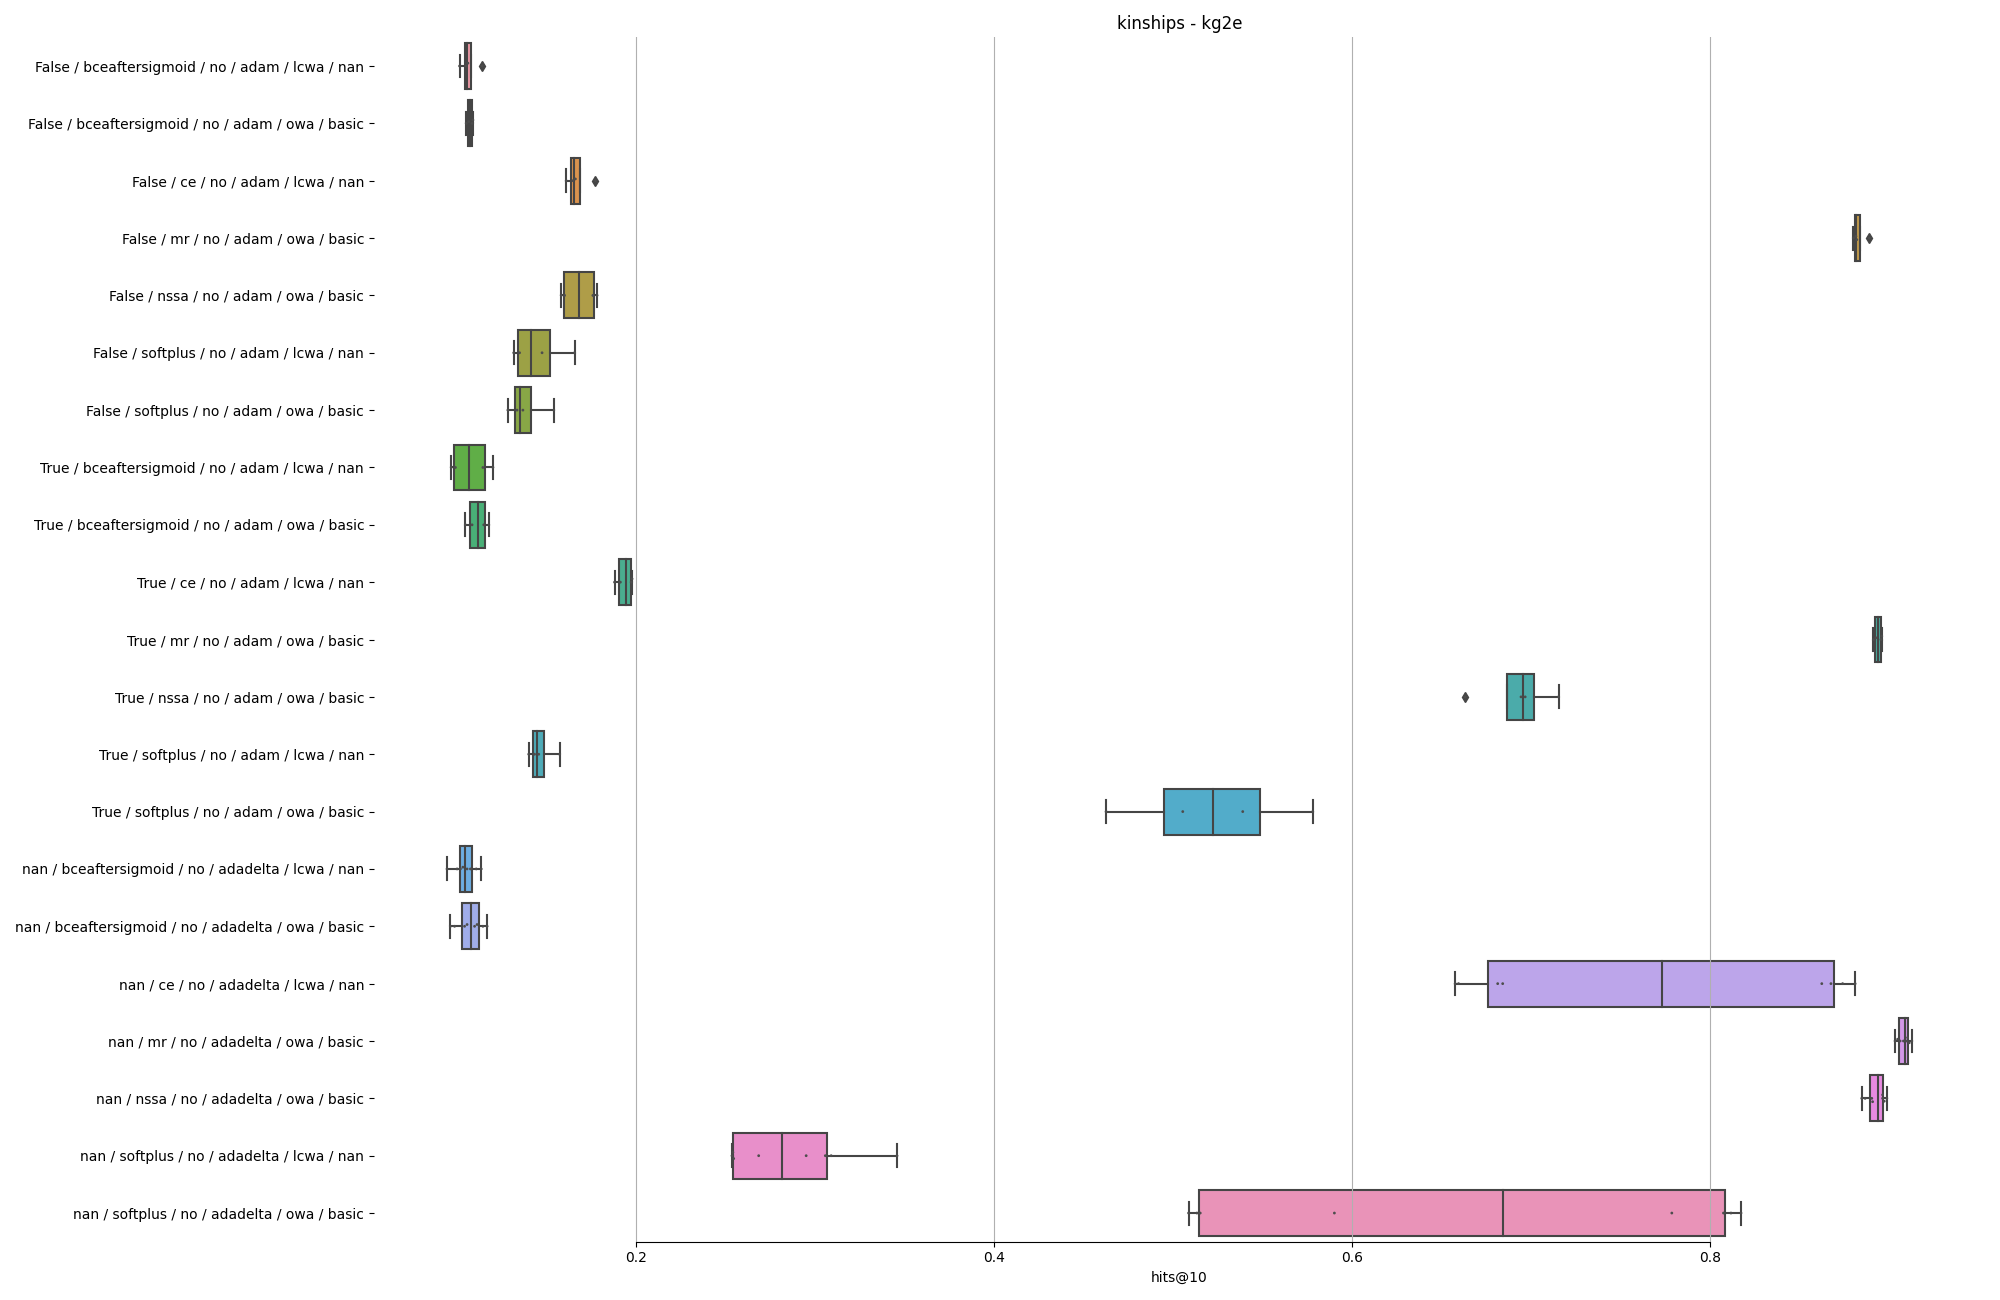 kinships - kg2e
False / bceaftersigmoid / no / adam / lcwa / nan
False / bceaftersigmoid / no / adam / owa / basic
False / ce / no / adam / lcwa / nan
False / mr / no / adam / owa / basic
False / nssa / no / adam / owa / basic
False / softplus / no / adam / lcwa / nan
False / softplus / no / adam / owa / basic
True / bceaftersigmoid / no / adam / lcwa / nan
True / bceaftersigmoid / no / adam / owa / basic
True / ce / no / adam / lcwa / nan
True / mr / no / adam / owa / basic
True / nssa / no / adam / owa / basic
True / softplus / no / adam / lcwa / nan
True / softplus / no / adam / owa / basic
nan / bceaftersigmoid / no / adadelta / lcwa / nan
nan / bceaftersigmoid / no / adadelta / owa / basic
nan / ce / no / adadelta / lcwa / nan
nan / mr / no / adadelta / owa / basic
nan / nssa / no / adadelta / owa / basic
nan / softplus / no / adadelta / lcwa / nan
nan / softplus / no / adadelta / owa / basic
0.2 0.4 0.6 0.8
hits@10